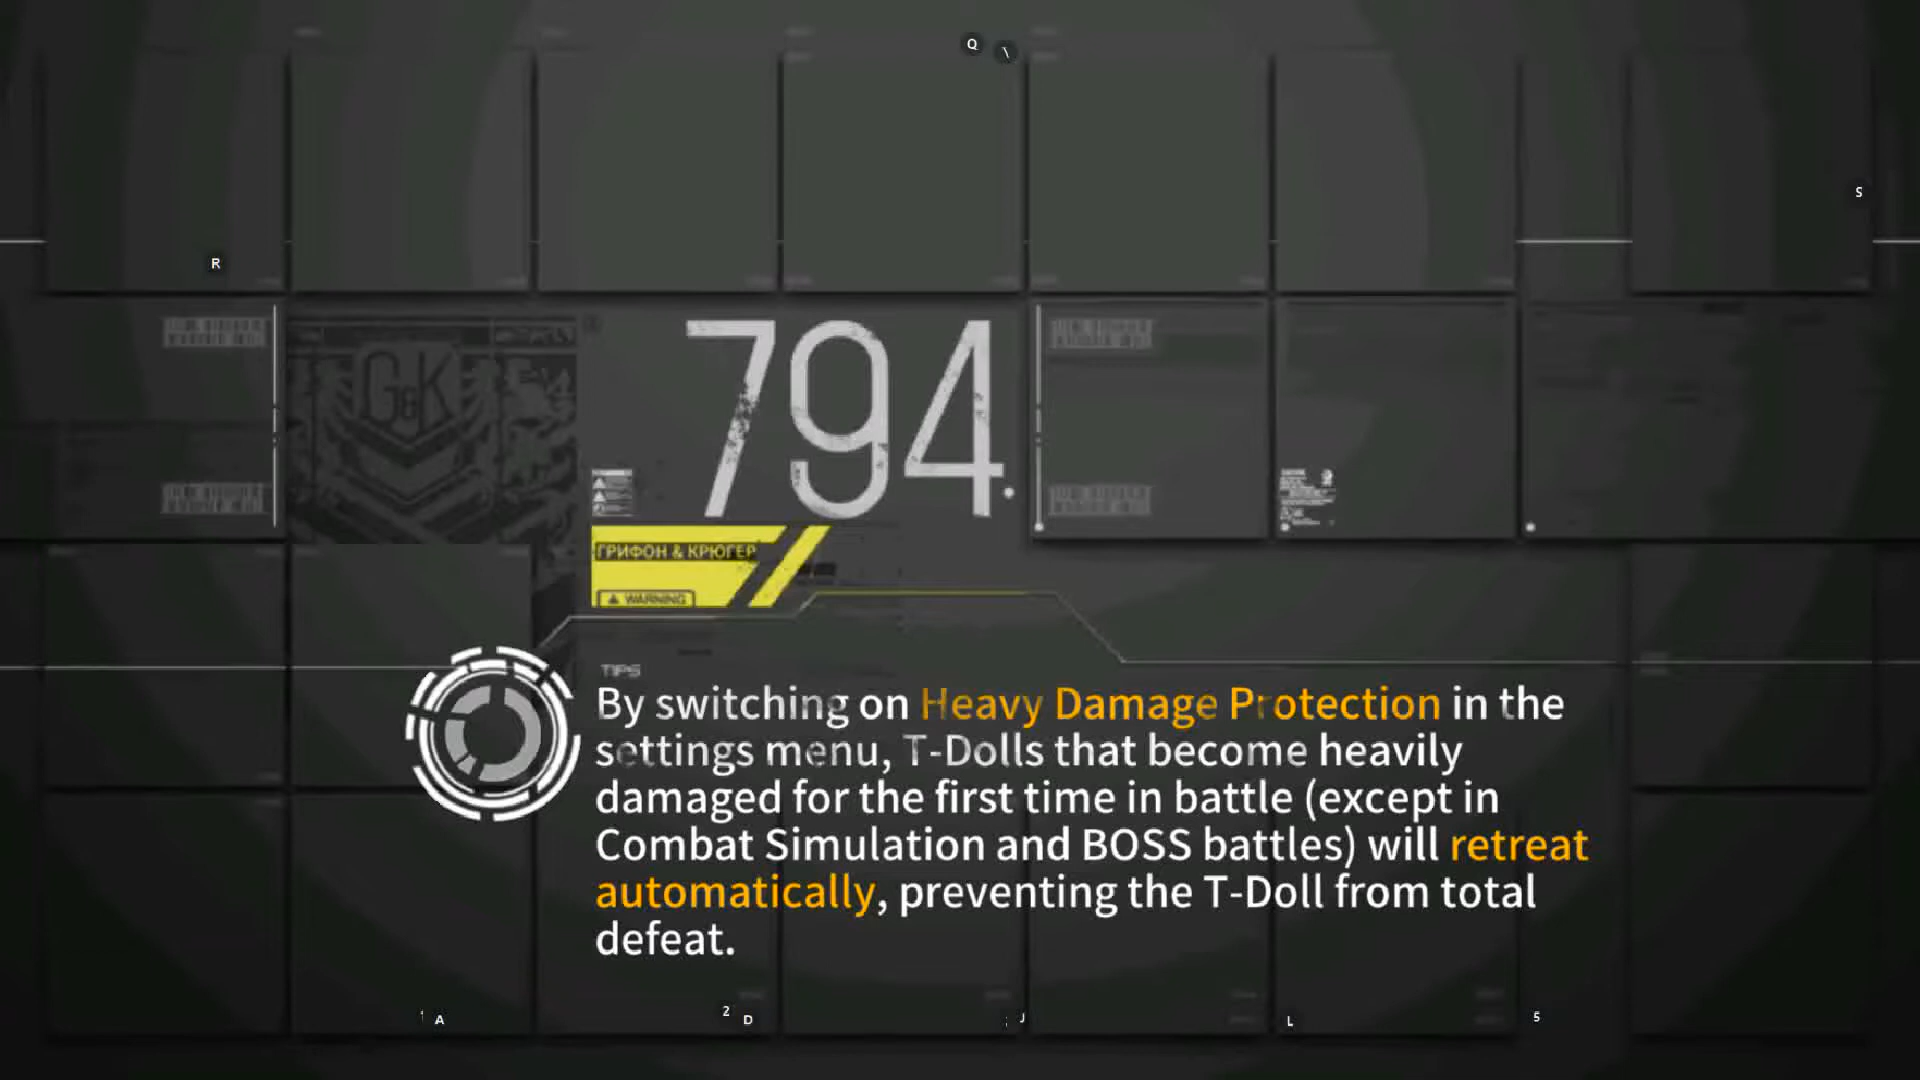 Q
\
S
R
G&K
794.
ГРИФОН & КРЮГЕР
WARNING
TIPS
By switching on Heavy Damage Protection in the
settings menu, T-Dolls that become heavily
damaged for the first time in battle (except in
Combat Simulation and BOSS battles) will retreat
automatically, preventing the T-Doll from total
defeat.
A
2
D
J
L
5